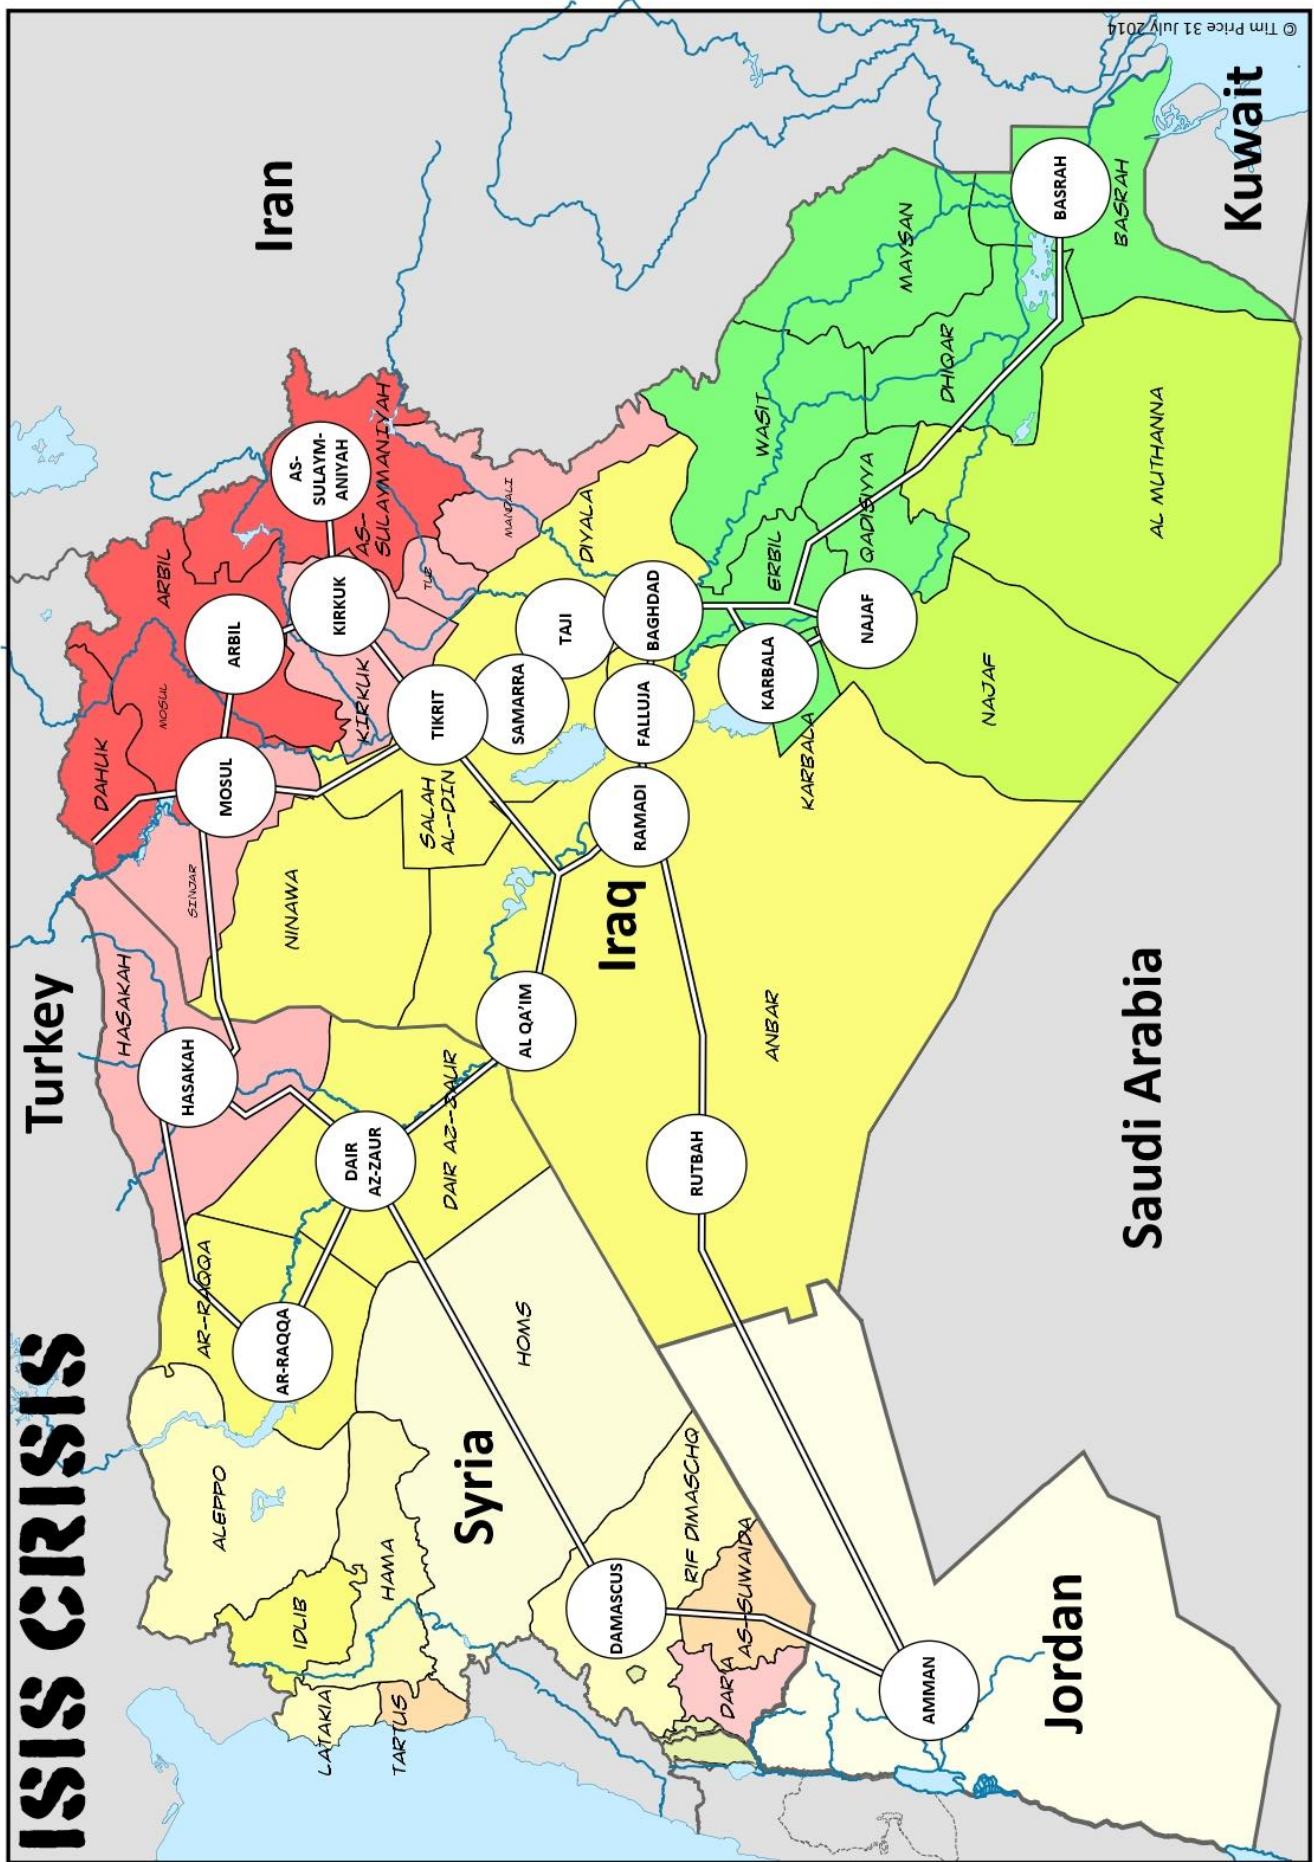 ISIS CRISIS
Turkey
Iran
Syria
Iraq
Jordan
Saudi Arabia
Kuwait
© Tim Price 31 July 2014
ALEPPO
IDLIB
LATAKIA
TARTUS
HAMA
HOMS
RIF DIMASCHQ
AS-SUWAIDA
DAR'A
AR-RAQQA
HASAKAH
DAIR AZ-ZAUR
SINJAR
NINAWA
DAHUK
MOSUL
ARBIL
KIRKUK
AS-
SULAYMANIYAH
TUZ
MANDALI
SALAH
AL-DIN
DIYALA
ANBAR
KARBALA
NAJAF
ERBIL
QADISIYYA
WASIT
MAYSAN
DHIQAR
BASRAH
AL MUTHANNA
AR-RAQQA
HASAKAH
DAIR
AZ-ZAUR
DAMASCUS
AMMAN
RUTBAH
AL QA'IM
MOSUL
ARBIL
KIRKUK
AS-
SULAYM-
ANIYAH
TIKRIT
SAMARRA
TAJI
RAMADI
FALLUJA
BAGHDAD
KARBALA
NAJAF
BASRAH